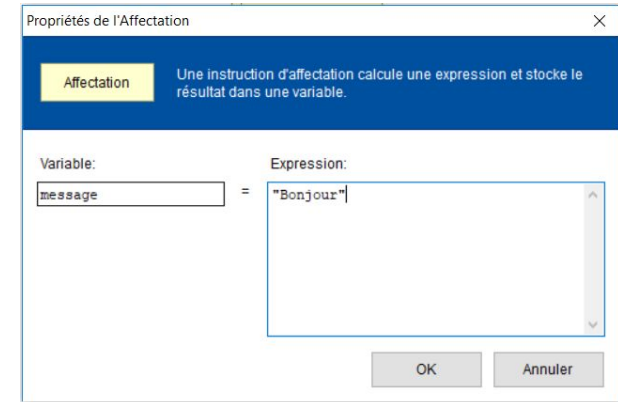 Propriétés de l'Affectation
Affectation
Une instruction d'affectation calcule une expression et stocke le
résultat dans une variable.
Variable:
Expression:
message
=
"Bonjour"
OK
Annuler